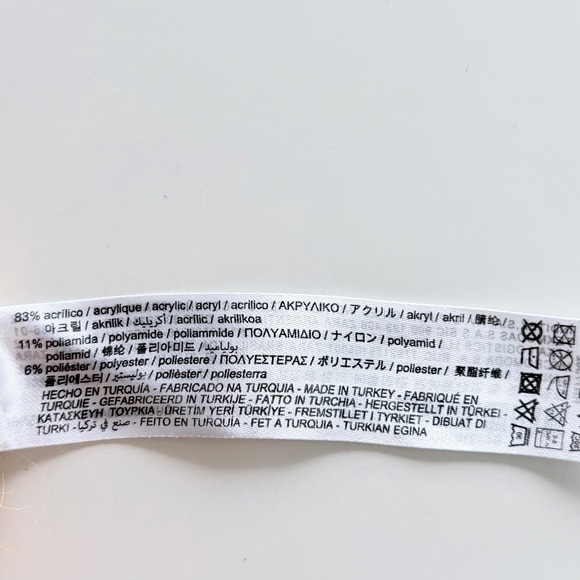 83% acrílico / acrylique / acrylic / acryl / acrilico / ΑΚΡΥΛΙΚΟ / アクリル / akryl / akril / 腈纶 /
아크릴 / akrilik / أكريليك / acrílic / akrilikoa
11% poliamida / polyamide / poliammide / ΠΟΛΥΑΜΙΔΙΟ / ナイロン / polyamid /
poliamid / 锦纶 / 폴리아미드 / بولياميد
6% poliéster / polyester / poliestere / ΠΟΛΥΕΣΤΕΡΑΣ / ポリエステル / poliester / 聚酯纤维 /
폴리에스터 / بوليستير / polièster / poliesterra
HECHO EN TURQUÍA - FABRICADO NA TURQUIA - MADE IN TURKEY - FABRIQUÉ EN
TURQUIE - GEFABRICEERD IN TURKIJE - FATTO IN TURCHIA - HERGESTELLT IN TÜRKEI -
ΚΑΤΑΣΚΕΥΗ ΤΟΥΡΚΙΑ - ÜRETİM YERİ TÜRKİYE - FREMSTILLET I TYRKIET - DIBUAT DI
TURKI - صنع في تركيا - FEITO EN TURQUÍA - FET A TURQUIA - TURKIAN EGINA